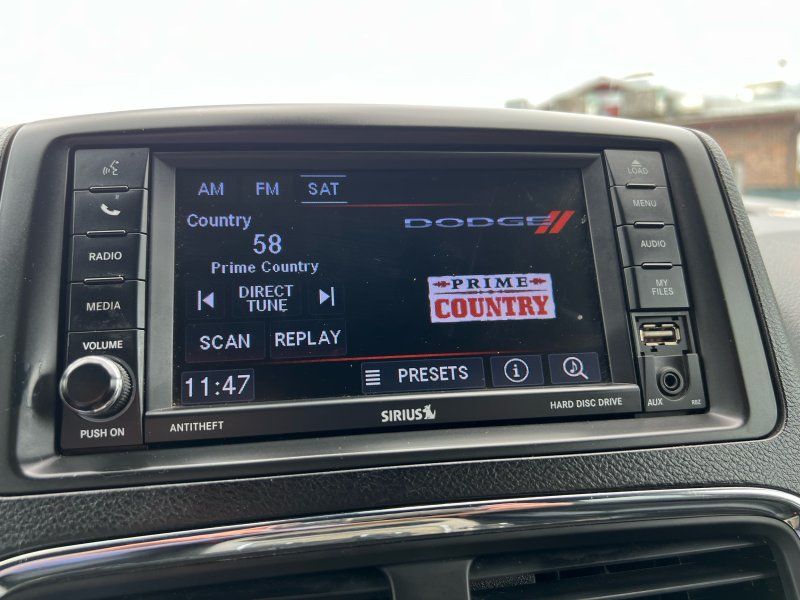 AM FM SAT
Country
58
Prime Country
DIRECT
TUNE
SCAN REPLAY
11:47
PRESETS
DODGE
PRIME
COUNTRY
RADIO
MEDIA
VOLUME
PUSH ON
LOAD
MENU
AUDIO
MY
FILES
AUX RBZ
ANTITHEFT
SIRIUS
HARD DISC DRIVE